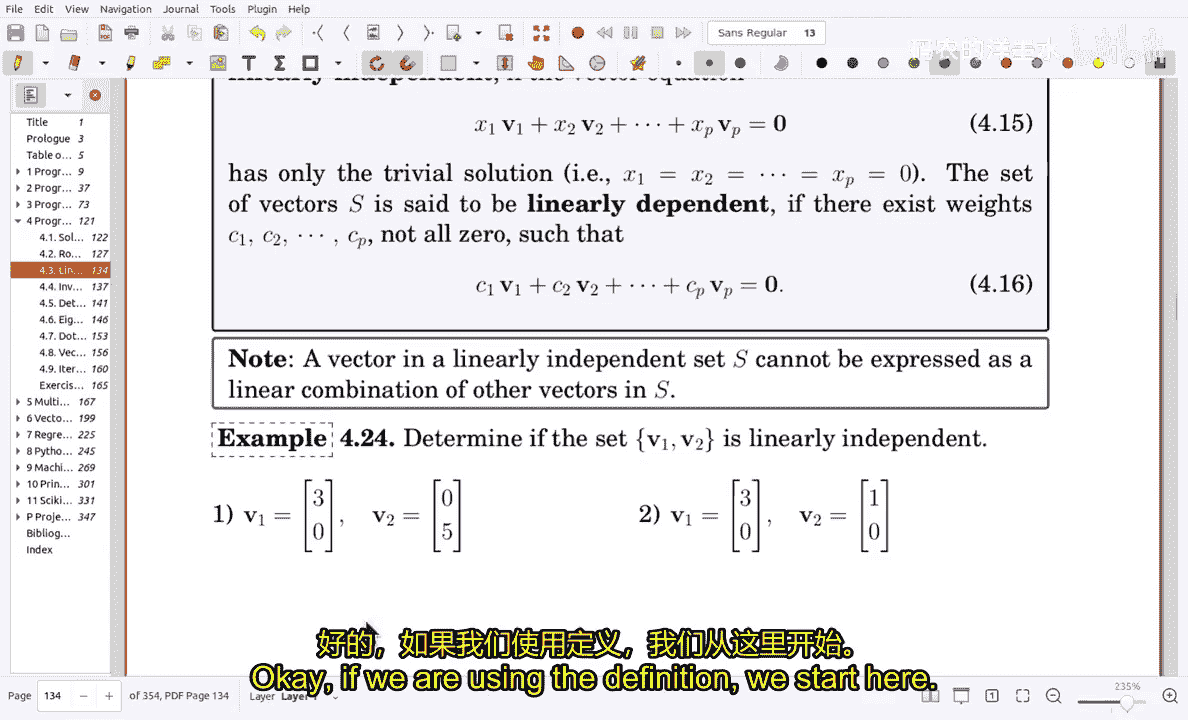 File Edit View Navigation Journal Tools Plugin Help
Sans Regular 13
Title 1
Prologue 3
Table o... 5
1 Progr... 9
2 Progr... 37
3 Progr... 73
4 Progr... 121
4.1. Sol... 122
4.2. Ro... 127
4.3. Lin... 134
4.4. Inv... 137
4.5. Det... 141
4.6. Eig... 146
4.7. Dot... 153
4.8. Vec... 156
4.9. Iter... 160
Exercis... 165
5 Multi... 167
6 Vecto... 199
7 Regre... 225
8 Pytho... 245
9 Machi... 269
10 Prin... 301
11 Sciki... 331
P Proje... 347
Bibliog...
Index
x₁ v₁ + x₂ v₂ + ⋯ + xₚ vₚ = 0 (4.15)
has only the trivial solution (i.e., x₁ = x₂ = ⋯ = xₚ = 0). The set
of vectors S is said to be linearly dependent, if there exist weights
c₁, c₂, ⋯ , cₚ, not all zero, such that
c₁ v₁ + c₂ v₂ + ⋯ + cₚ vₚ = 0. (4.16)
Note: A vector in a linearly independent set S cannot be expressed as a
linear combination of other vectors in S.
Example 4.24. Determine if the set {v₁, v₂} is linearly independent.
1) v₁ = [3 0], v₂ = [0 5] 2) v₁ = [3 0], v₂ = [1 0]
好的，如果我们使用定义，我们从这里开始。
Okay, if we are using the definition, we start here.
Page 134 of 354, PDF Page 134 Layer
235%